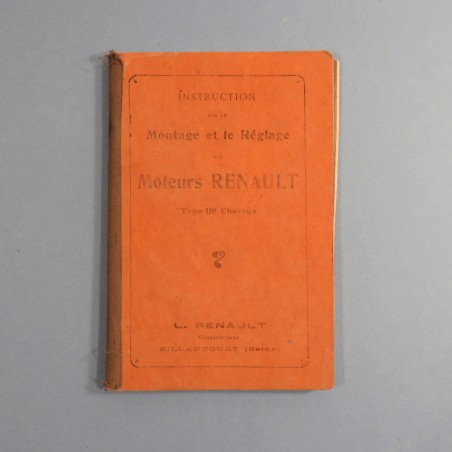 INSTRUCTION
SUR LE
Montage et le Réglage
DES
Moteurs RENAULT
Type 110 Chevaux
L. RENAULT
Constructeur
BILLANCOURT (Seine)